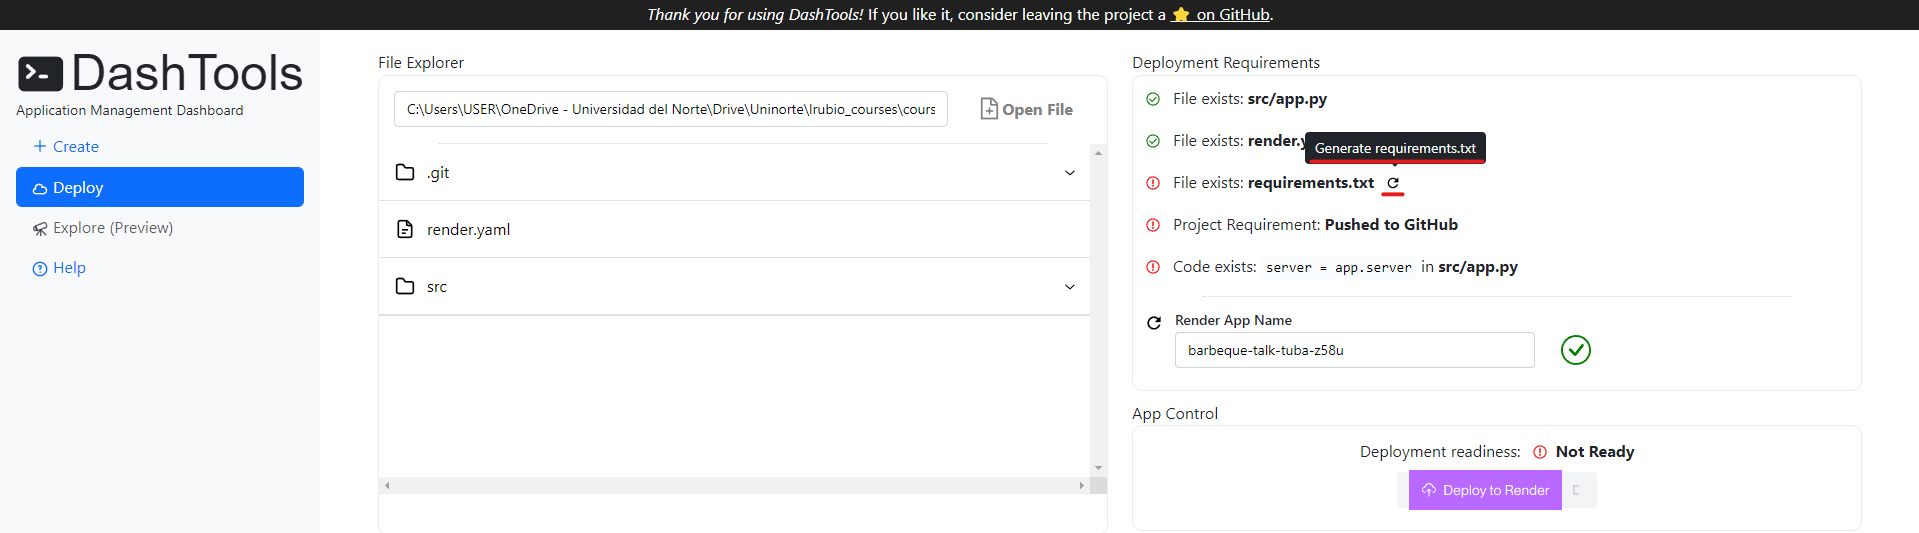 Thank you for using DashTools! If you like it, consider leaving the project a ⭐ on GitHub.
DashTools
Application Management Dashboard
Create
Deploy
Explore (Preview)
Help
File Explorer
C:\Users\USER\OneDrive - Universidad del Norte\Drive\Uninorte\lrubio_courses\cours
Open File
.git
render.yaml
src
Deployment Requirements
File exists: src/app.py
File exists: render.y
Generate requirements.txt
File exists: requirements.txt
Project Requirement: Pushed to GitHub
Code exists: server = app.server in src/app.py
Render App Name
barbeque-talk-tuba-z58u
App Control
Deployment readiness: Not Ready
Deploy to Render